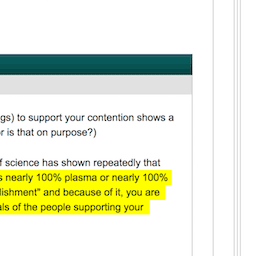 gs) to support your contention shows a
r is that on purpose?)
f science has shown repeatedly that
s nearly 100% plasma or nearly 100%
lishment" and because of it, you are
als of the people supporting your